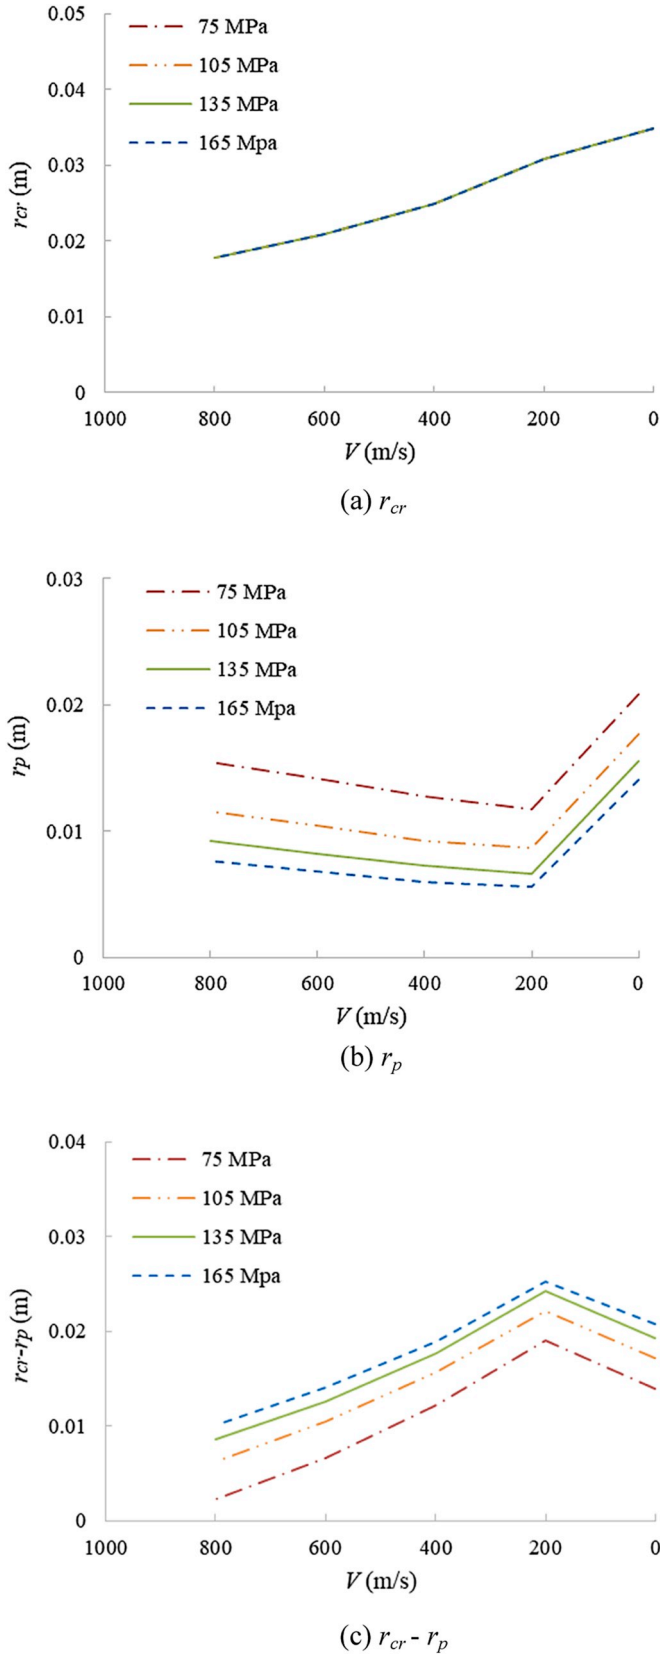 0.05
75 MPa
105 MPa
0.04
135 MPa
165 Mpa
0.03
rcr (m)
0.02
0.01
0
1000 800 600 400 200 0
V (m/s)
(a) rcr
0.03
75 MPa
105 MPa
135 MPa
0.02
165 Mpa
rp (m)
0.01
0
1000 800 600 400 200 0
V (m/s)
(b) rp
0.04
75 MPa
105 MPa
0.03
135 MPa
165 Mpa
rcr-rp (m)
0.02
0.01
0
1000 800 600 400 200 0
V (m/s)
(c) rcr - rp